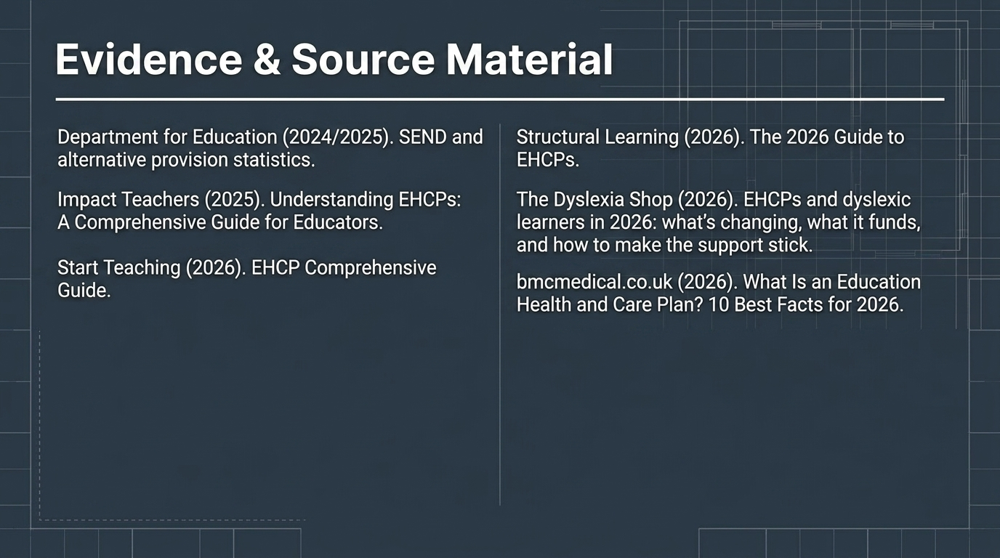 Evidence & Source Material
Department for Education (2024/2025). SEND and
alternative provision statistics.
Impact Teachers (2025). Understanding EHCPs:
A Comprehensive Guide for Educators.
Start Teaching (2026). EHCP Comprehensive
Guide.
Structural Learning (2026). The 2026 Guide to
EHCPs.
The Dyslexia Shop (2026). EHCPs and dyslexic
learners in 2026: what’s changing, what it funds,
and how to make the support stick.
bmcmedical.co.uk (2026). What Is an Education
Health and Care Plan? 10 Best Facts for 2026.